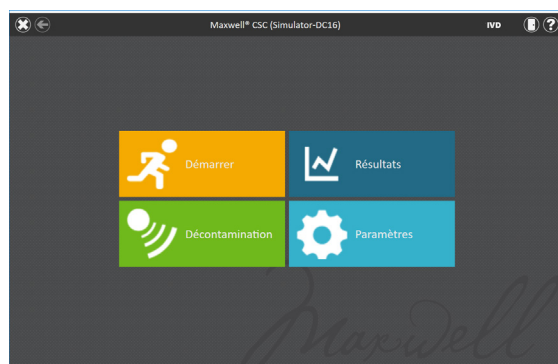 Maxwell® CSC (Simulator-DC16)
IVD
?
Démarrer
Résultats
Décontamination
Paramètres
Maxwell